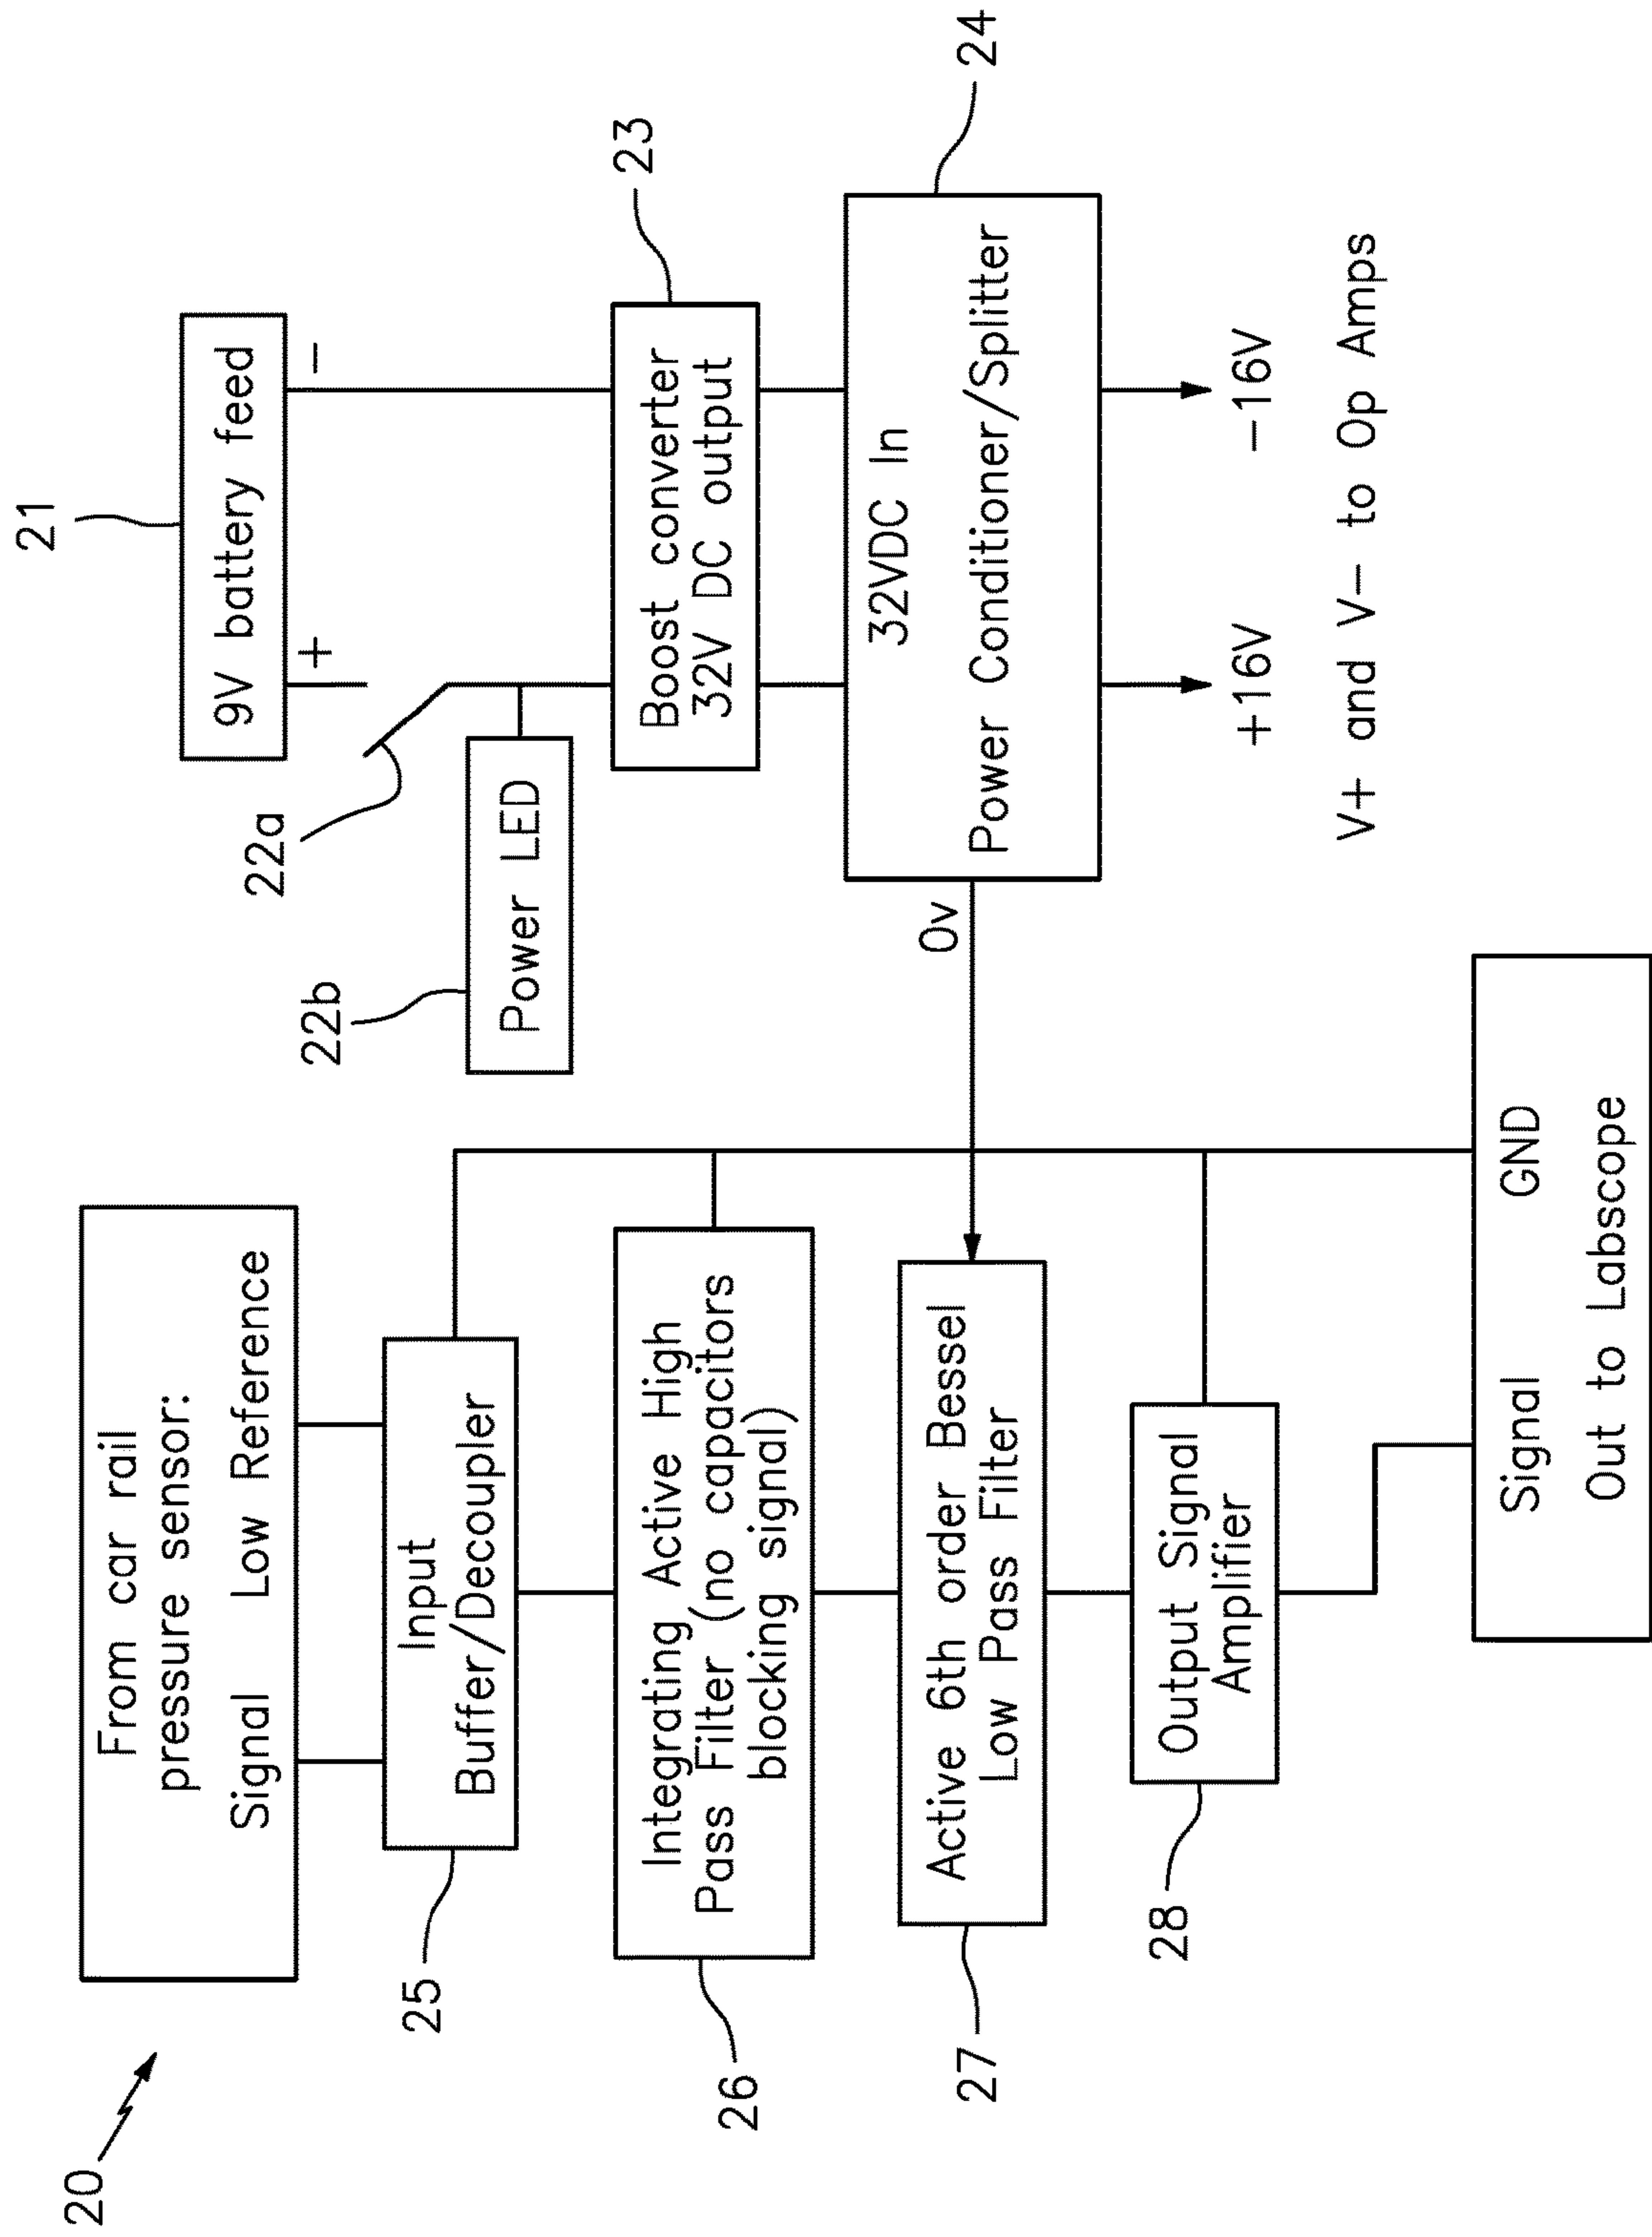 20
From car rail
pressure sensor:
Signal Low Reference
25
Input
Buffer/Decoupler
26
Integrating Active High
Pass Filter (no capacitors
blocking signal)
27
Active 6th order Bessel
Low Pass Filter
28
Output Signal
Amplifier
Signal GND
Out to Labscope
21
9V battery feed
+ −
22a
22b
Power LED
23
Boost converter
32V DC output
24
32VDC In
Power Conditioner/Splitter
0v
+16V −16V
V+ and V− to Op Amps